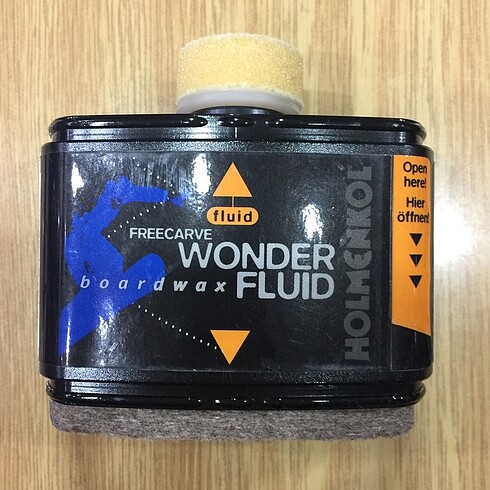 fluid
FREECARVE
WONDER
boardwax FLUID
HOLMENKOL
Open
here!
Hier
öffnen!